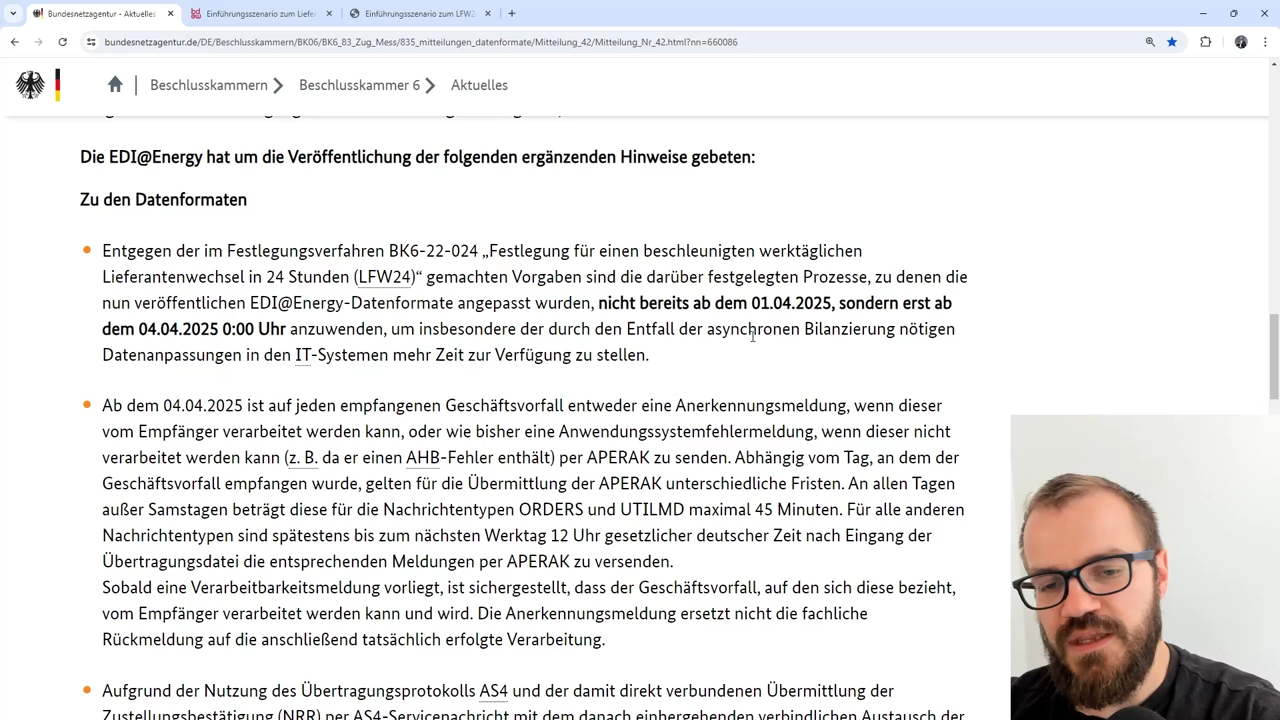 Bundesnetzagentur - Aktuelles
Einführungsszenario zum Liefer
Einführungsszenario zum LFW2
bundesnetzagentur.de/DE/Beschlusskammern/BK06/BK6_83_Zug_Mess/835_mitteilungen_datenformate/Mitteilung_42/Mitteilung_Nr_42.html?nn=660086
Beschlusskammern
Beschlusskammer 6
Aktuelles
Die EDI@Energy hat um die Veröffentlichung der folgenden ergänzenden Hinweise gebeten:
Zu den Datenformaten
Entgegen der im Festlegungsverfahren BK6-22-024 „Festlegung für einen beschleunigten werktäglichen
Lieferantenwechsel in 24 Stunden (LFW24)“ gemachten Vorgaben sind die darüber festgelegten Prozesse, zu denen die
nun veröffentlichen EDI@Energy-Datenformate angepasst wurden, nicht bereits ab dem 01.04.2025, sondern erst ab
dem 04.04.2025 0:00 Uhr anzuwenden, um insbesondere der durch den Entfall der asynchronen Bilanzierung nötigen
Datenanpassungen in den IT-Systemen mehr Zeit zur Verfügung zu stellen.
Ab dem 04.04.2025 ist auf jeden empfangenen Geschäftsvorfall entweder eine Anerkennungsmeldung, wenn dieser
vom Empfänger verarbeitet werden kann, oder wie bisher eine Anwendungssystemfehlermeldung, wenn dieser nicht
verarbeitet werden kann (z. B. da er einen AHB-Fehler enthält) per APERAK zu senden. Abhängig vom Tag, an dem der
Geschäftsvorfall empfangen wurde, gelten für die Übermittlung der APERAK unterschiedliche Fristen. An allen Tagen
außer Samstagen beträgt diese für die Nachrichtentypen ORDERS und UTILMD maximal 45 Minuten. Für alle anderen
Nachrichtentypen sind spätestens bis zum nächsten Werktag 12 Uhr gesetzlicher deutscher Zeit nach Eingang der
Übertragungsdatei die entsprechenden Meldungen per APERAK zu versenden.
Sobald eine Verarbeitbarkeitsmeldung vorliegt, ist sichergestellt, dass der Geschäftsvorfall, auf den sich diese bezieht,
vom Empfänger verarbeitet werden kann und wird. Die Anerkennungsmeldung ersetzt nicht die fachliche
Rückmeldung auf die anschließend tatsächlich erfolgte Verarbeitung.
Aufgrund der Nutzung des Übertragungsprotokolls AS4 und der damit direkt verbundenen Übermittlung der
Zustellungsbestätigung (NRR) per AS4-Servicenachricht mit dem danach einhergehenden verbindlichen Austausch der